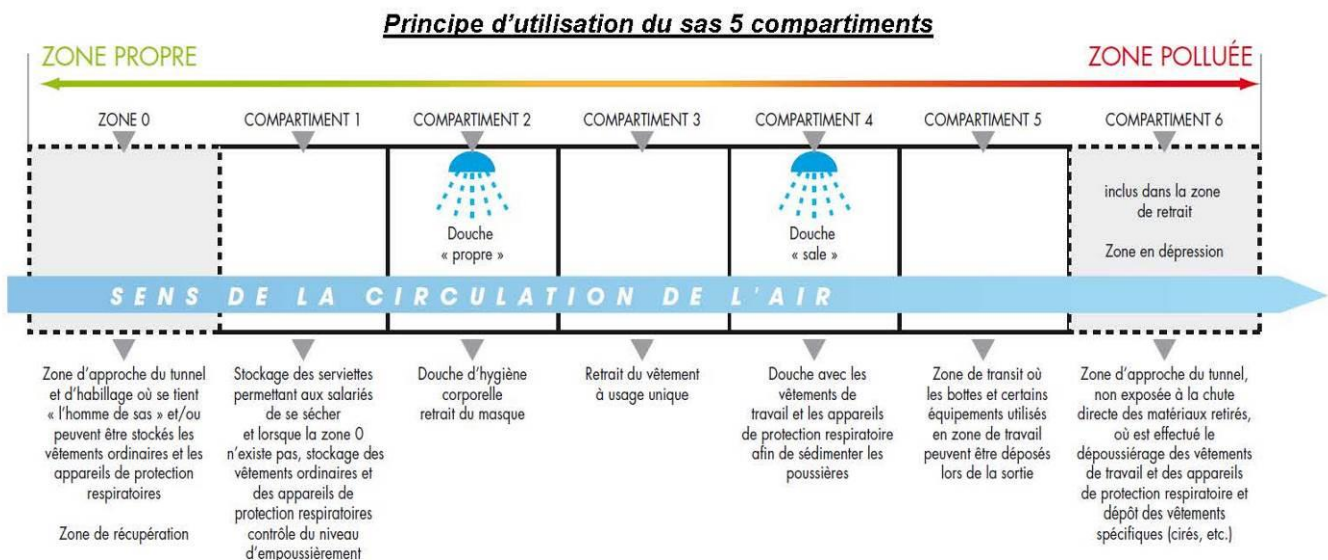 Principe d'utilisation du sas 5 compartiments
ZONE PROPRE
ZONE POLLUÉE
ZONE 0
COMPARTIMENT 1
COMPARTIMENT 2
COMPARTIMENT 3
COMPARTIMENT 4
COMPARTIMENT 5
COMPARTIMENT 6
Douche
« propre »
Douche
« sale »
inclus dans la zone
de retrait
Zone en dépression
SENS DE LA CIRCULATION DE L'AIR
Zone d'approche du tunnel
et d'habillage où se tient
« l'homme de sas » et/ou
peuvent être stockés les
vêtements ordinaires et les
appareils de protection
respiratoires
Zone de récupération
Stockage des serviettes
permettant aux salariés
de se sécher
et lorsque la zone 0
n'existe pas, stockage des
vêtements ordinaires et
des appareils de
protection respiratoires
contrôle du niveau
d'empoussièrement
Douche d'hygiène
corporelle
retrait du masque
Retrait du vêtement
à usage unique
Douche avec les
vêtements de
travail et les appareils
de protection respiratoire
afin de sédimenter les
poussières
Zone de transit où
les bottes et certains
équipements utilisés
en zone de travail
peuvent être déposés
lors de la sortie
Zone d'approche du tunnel,
non exposée à la chute
directe des matériaux retirés,
où est effectué le
dépoussiérage des vêtements
de travail et des appareils
de protection respiratoire et
dépôt des vêtements
spécifiques (cirés, etc.)